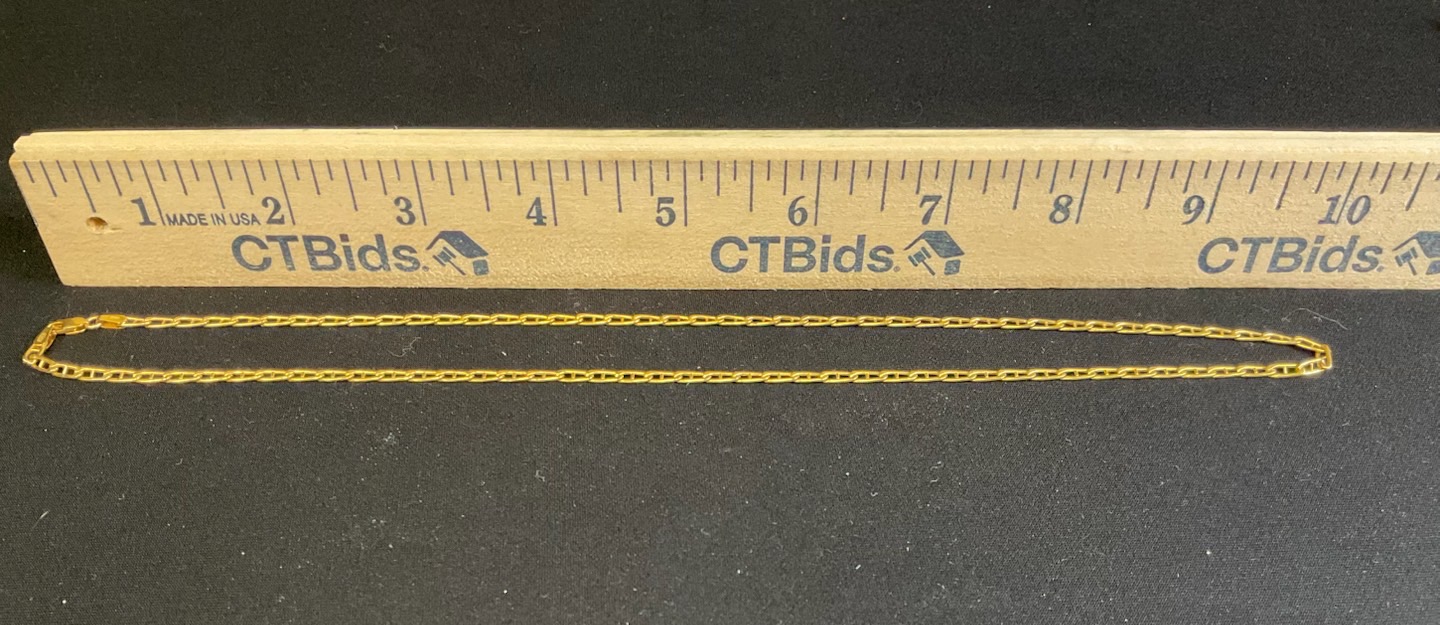 1 MADE IN USA 2 3 4 5 6 7 8 9 10
CTBids. CTBids. CTBids.